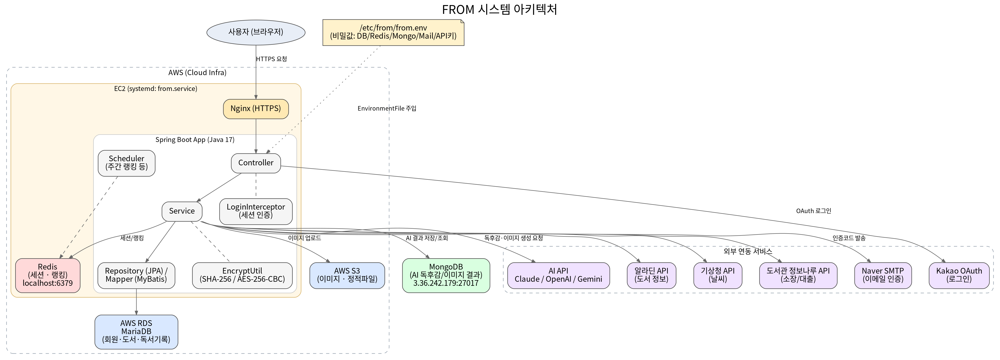 FROM 시스템 아키텍처
사용자 (브라우저)
/etc/from/from.env
(비밀값: DB/Redis/Mongo/Mail/API키)
HTTPS 요청
AWS (Cloud Infra)
EC2 (systemd: from.service)
Nginx (HTTPS)
EnvironmentFile 주입
Spring Boot App (Java 17)
Scheduler
(주간 랭킹 등)
Controller
Service
LoginInterceptor
(세션 인증)
OAuth 로그인
세션/랭킹
이미지 업로드
AI 결과 저장/조회
독후감·이미지 생성 요청
인증코드 발송
외부 연동 서비스
Redis
(세션 · 랭킹)
localhost:6379
Repository (JPA) /
Mapper (MyBatis)
EncryptUtil
(SHA-256 / AES-256-CBC)
AWS S3
(이미지 · 정적파일)
MongoDB
(AI 독후감/이미지 결과)
3.36.242.179:27017
AI API
Claude / OpenAI / Gemini
알라딘 API
(도서 정보)
기상청 API
(날씨)
도서관 정보나루 API
(소장/대출)
Naver SMTP
(이메일 인증)
Kakao OAuth
(로그인)
AWS RDS
MariaDB
(회원·도서·독서기록)